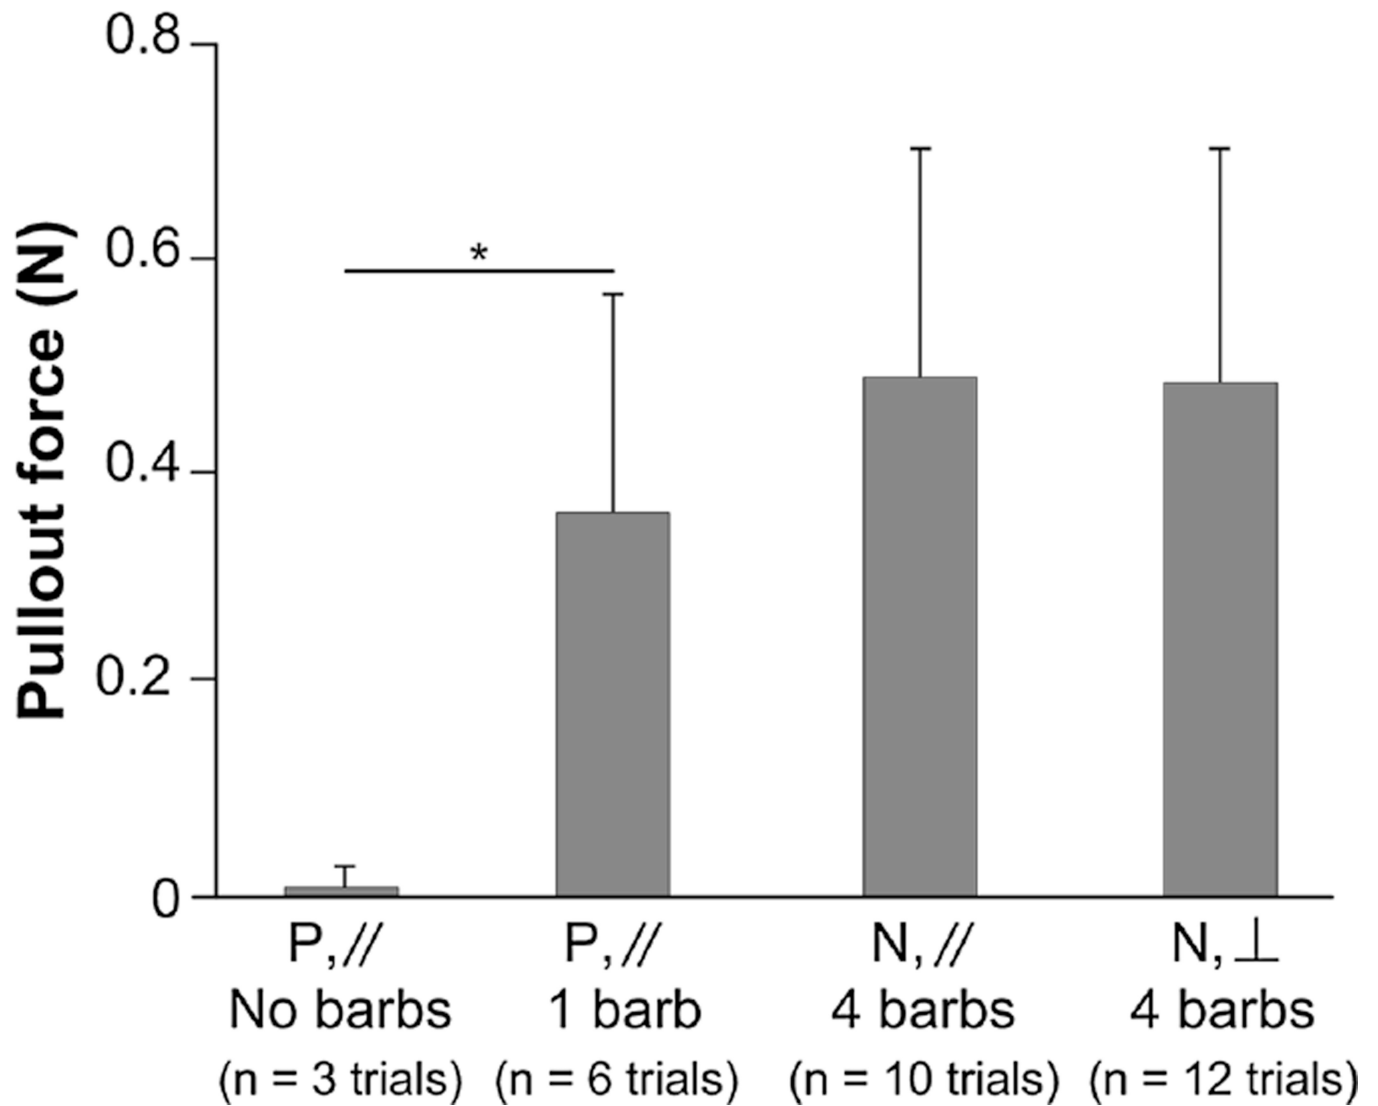 Pullout force (N)
0.8
0.6
0.4
0.2
0
*
P, // P, // N, // N, ⊥
No barbs 1 barb 4 barbs 4 barbs
(n = 3 trials) (n = 6 trials) (n = 10 trials) (n = 12 trials)